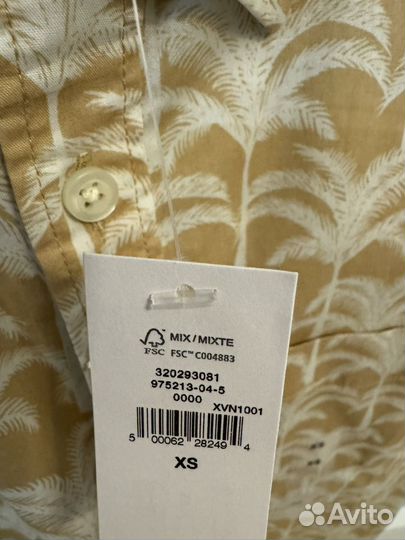 MIX/MIXTE
FSC FSC™ C004883
320293081
975213-04-5
0000 XVN1001
5 00062 28249 4
XS
Avito